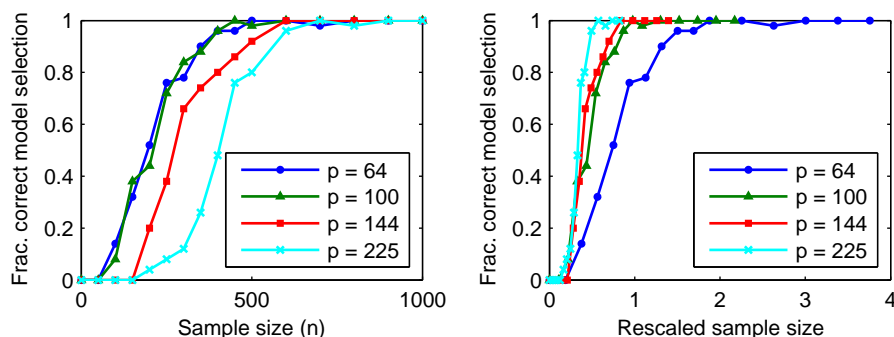 Frac. correct model selection
1
0.8
0.6
0.4
0.2
0
p = 64
p = 100
p = 144
p = 225
0
500
1000
Sample size (n)
Frac. correct model selection
1
0.8
0.6
0.4
0.2
0
p = 64
p = 100
p = 144
p = 225
0
1
2
3
4
Rescaled sample size